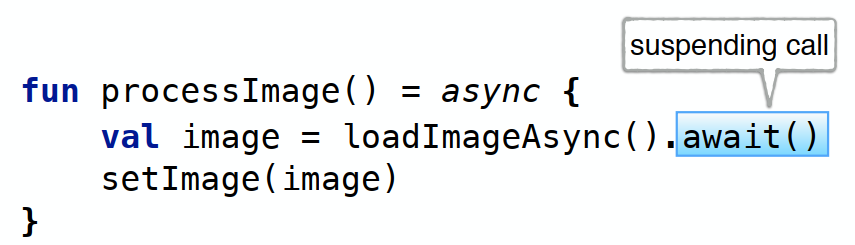 suspending call
fun processImage() = async {
    val image = loadImageAsync().await()
    setImage(image)
}